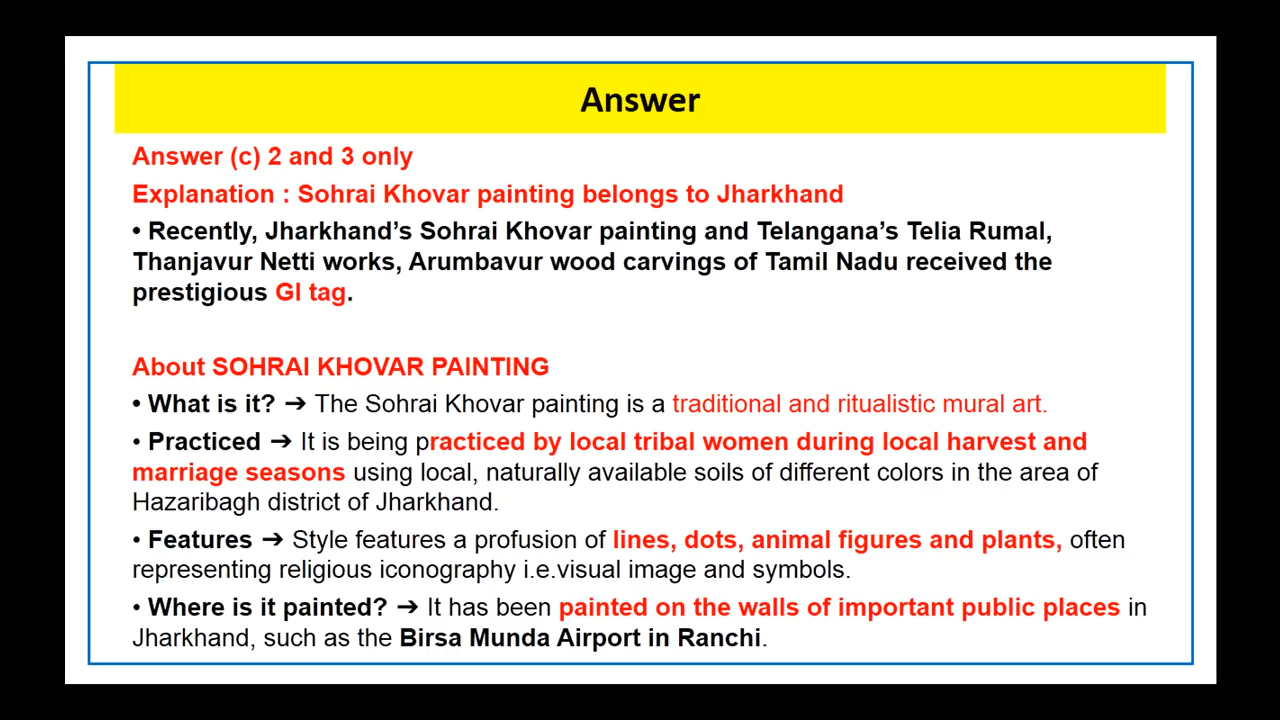 Answer
Answer (c) 2 and 3 only
Explanation : Sohrai Khovar painting belongs to Jharkhand
• Recently, Jharkhand’s Sohrai Khovar painting and Telangana’s Telia Rumal,
Thanjavur Netti works, Arumbavur wood carvings of Tamil Nadu received the
prestigious GI tag.
About SOHRAI KHOVAR PAINTING
• What is it? ➔ The Sohrai Khovar painting is a traditional and ritualistic mural art.
• Practiced ➔ It is being practiced by local tribal women during local harvest and
marriage seasons using local, naturally available soils of different colors in the area of
Hazaribagh district of Jharkhand.
• Features ➔ Style features a profusion of lines, dots, animal figures and plants, often
representing religious iconography i.e.visual image and symbols.
• Where is it painted? ➔ It has been painted on the walls of important public places in
Jharkhand, such as the Birsa Munda Airport in Ranchi.